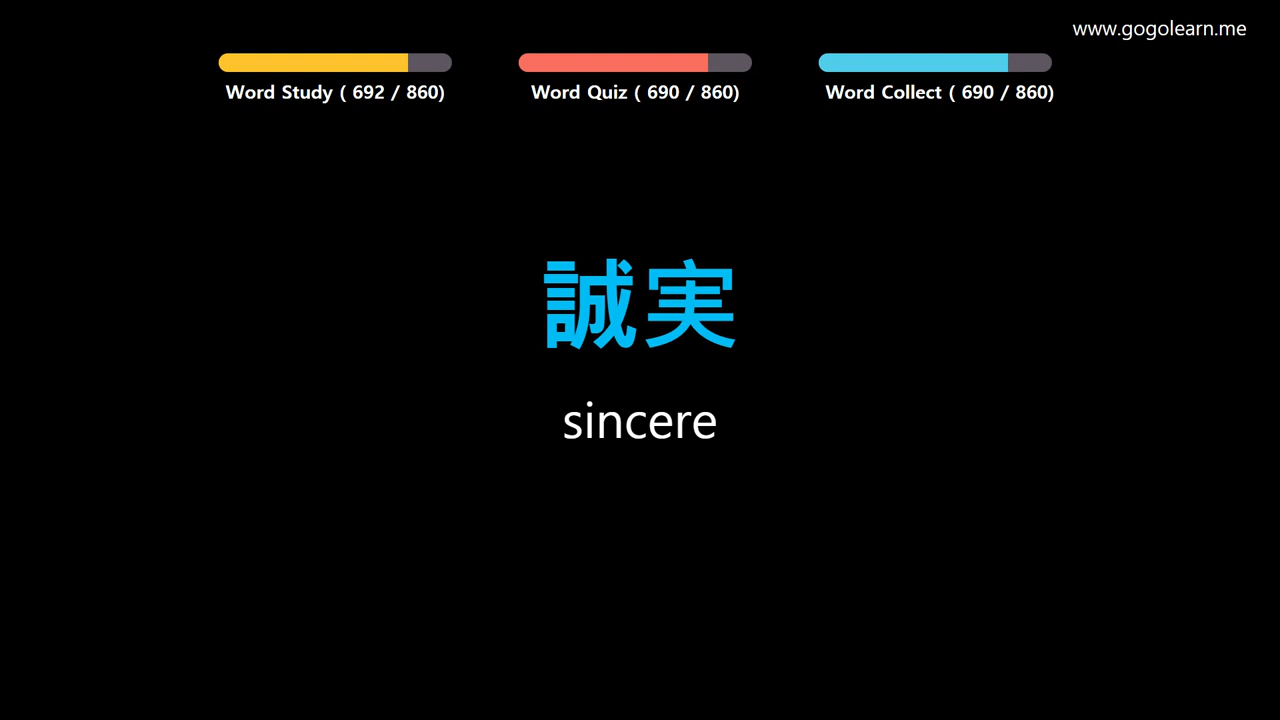 www.gogolearn.me
Word Study ( 692 / 860)
Word Quiz ( 690 / 860)
Word Collect ( 690 / 860)
誠実
sincere